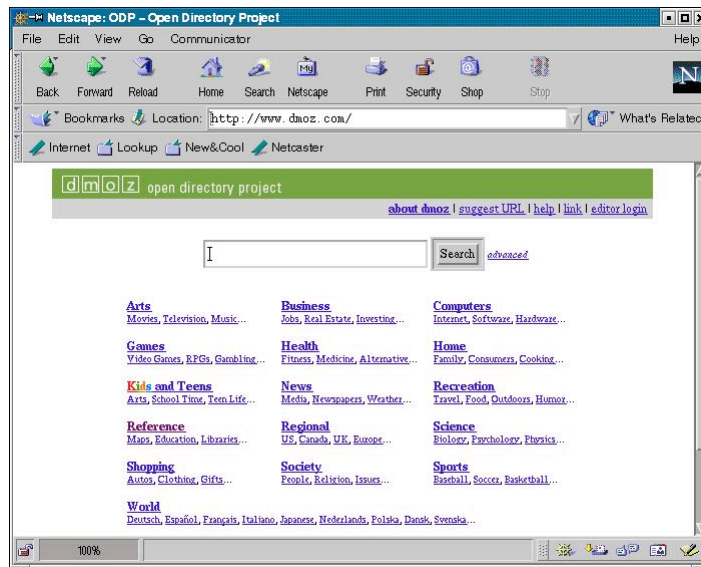 Netscape: ODP – Open Directory Project
File Edit View Go Communicator Help
My N
Back Forward Reload Home Search Netscape Print Security Shop Stop
Bookmarks Location: http://www.dmoz.com/ What's Related
Internet Lookup New&Cool Netcaster
dmoz open directory project
about dmoz | suggest URL | help | link | editor login
Search advanced
Arts Business Computers
Movies, Television, Music... Jobs, Real Estate, Investing... Internet, Software, Hardware...
Games Health Home
Video Games, RPGs, Gambling... Fitness, Medicine, Alternative... Family, Consumers, Cooking...
Kids and Teens News Recreation
Arts, School Time, Teen Life... Media, Newspapers, Weather... Travel, Food, Outdoors, Humor...
Reference Regional Science
Maps, Education, Libraries... US, Canada, UK, Europe... Biology, Psychology, Physics...
Shopping Society Sports
Autos, Clothing, Gifts... People, Religion, Issues... Baseball, Soccer, Basketball...
World
Deutsch, Español, Français, Italiano, Japanese, Nederlands, Polska, Dansk, Svenska...
100%